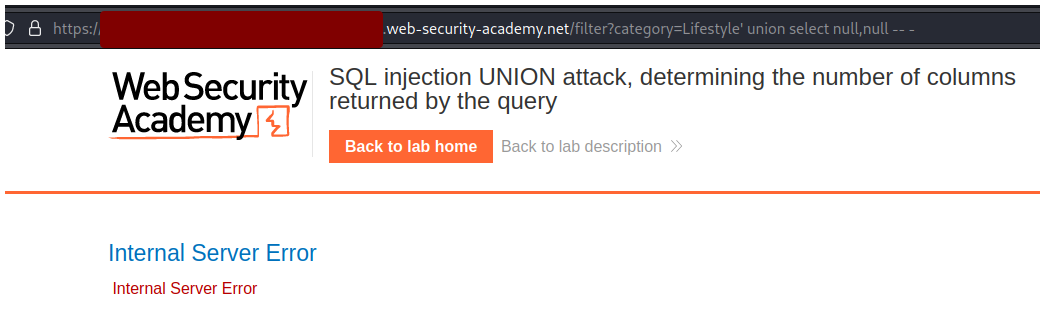 https:// .web-security-academy.net/filter?category=Lifestyle' union select null,null -- -
Web Security
Academy
SQL injection UNION attack, determining the number of columns
returned by the query
Back to lab home
Back to lab description
Internal Server Error
Internal Server Error